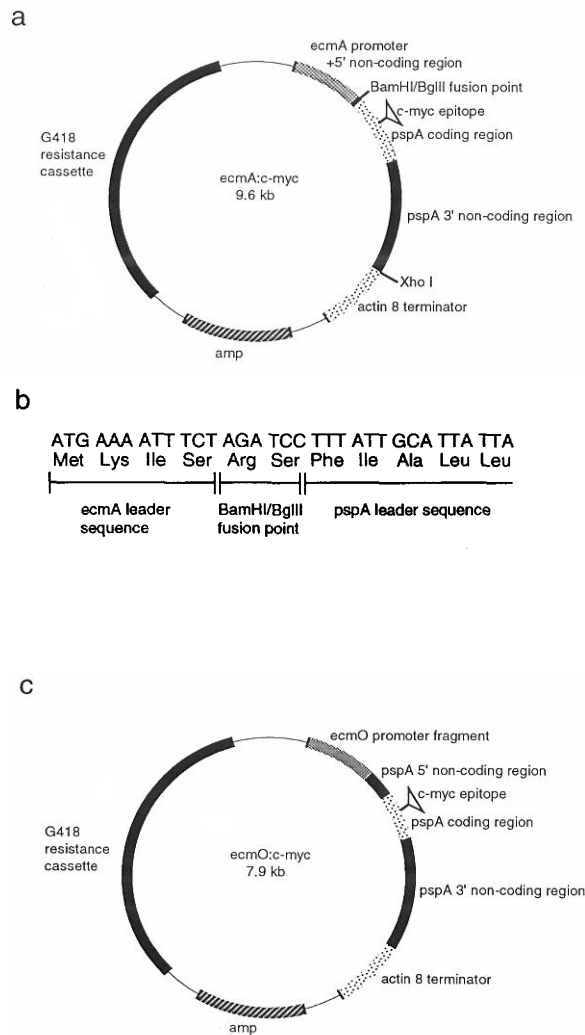 a
ecmA promoter
+5' non-coding region
BamHI/BglII fusion point
c-myc epitope
pspA coding region
G418
resistance
cassette
ecmA:c-myc
9.6 kb
pspA 3' non-coding region
Xho I
actin 8 terminator
amp
b
ATG AAA ATT TCT AGA TCC TTT ATT GCA TTA TTA
Met Lys Ile Ser Arg Ser Phe Ile Ala Leu Leu
ecmA leader
sequence
BamHI/BglII
fusion point
pspA leader sequence
c
ecmO promoter fragment
pspA 5' non-coding region
c-myc epitope
pspA coding region
G418
resistance
cassette
ecmO:c-myc
7.9 kb
pspA 3' non-coding region
actin 8 terminator
amp